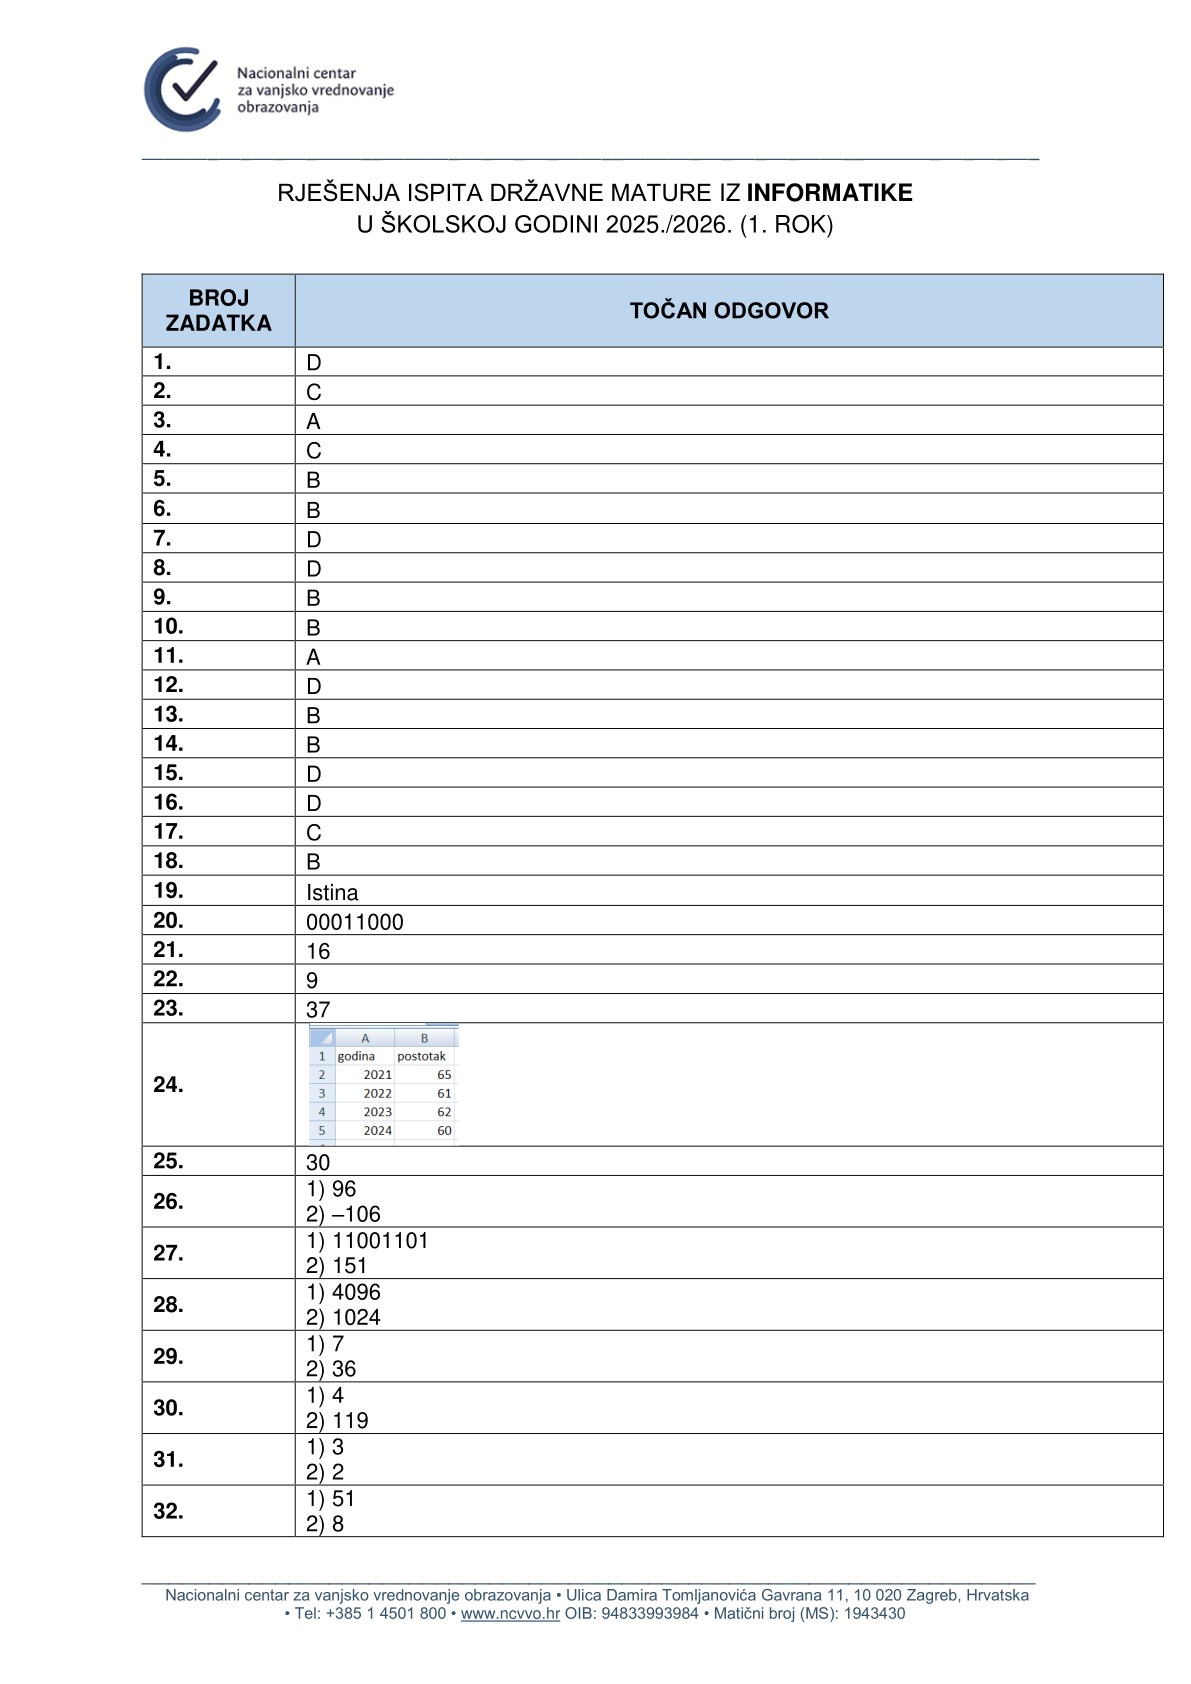 Nacionalni centar
za vanjsko vrednovanje
obrazovanja
RJEŠENJA ISPITA DRŽAVNE MATURE IZ INFORMATIKE
U ŠKOLSKOJ GODINI 2025./2026. (1. ROK)
BROJ ZADATKA TOČAN ODGOVOR
1. D
2. C
3. A
4. C
5. B
6. B
7. D
8. D
9. B
10. B
11. A
12. D
13. B
14. B
15. D
16. D
17. C
18. B
19. Istina
20. 00011000
21. 16
22. 9
23. 37
24.
A B
1 godina postotak
2 2021 65
3 2022 61
4 2023 62
5 2024 60
25. 30
26. 1) 96
2) –106
27. 1) 11001101
2) 151
28. 1) 4096
2) 1024
29. 1) 7
2) 36
30. 1) 4
2) 119
31. 1) 3
2) 2
32. 1) 51
2) 8
Nacionalni centar za vanjsko vrednovanje obrazovanja • Ulica Damira Tomljanovića Gavrana 11, 10 020 Zagreb, Hrvatska
• Tel: +385 1 4501 800 • www.ncvvo.hr OIB: 94833993984 • Matični broj (MS): 1943430